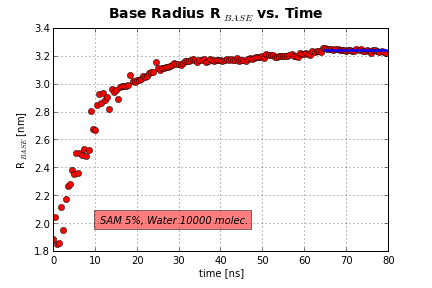 Base Radius R BASE vs. Time
3.4
3.2
3.0
2.8
2.6
2.4
2.2
2.0
1.8
R BASE [nm]
SAM 5%, Water 10000 molec.
0 10 20 30 40 50 60 70 80
time [ns]